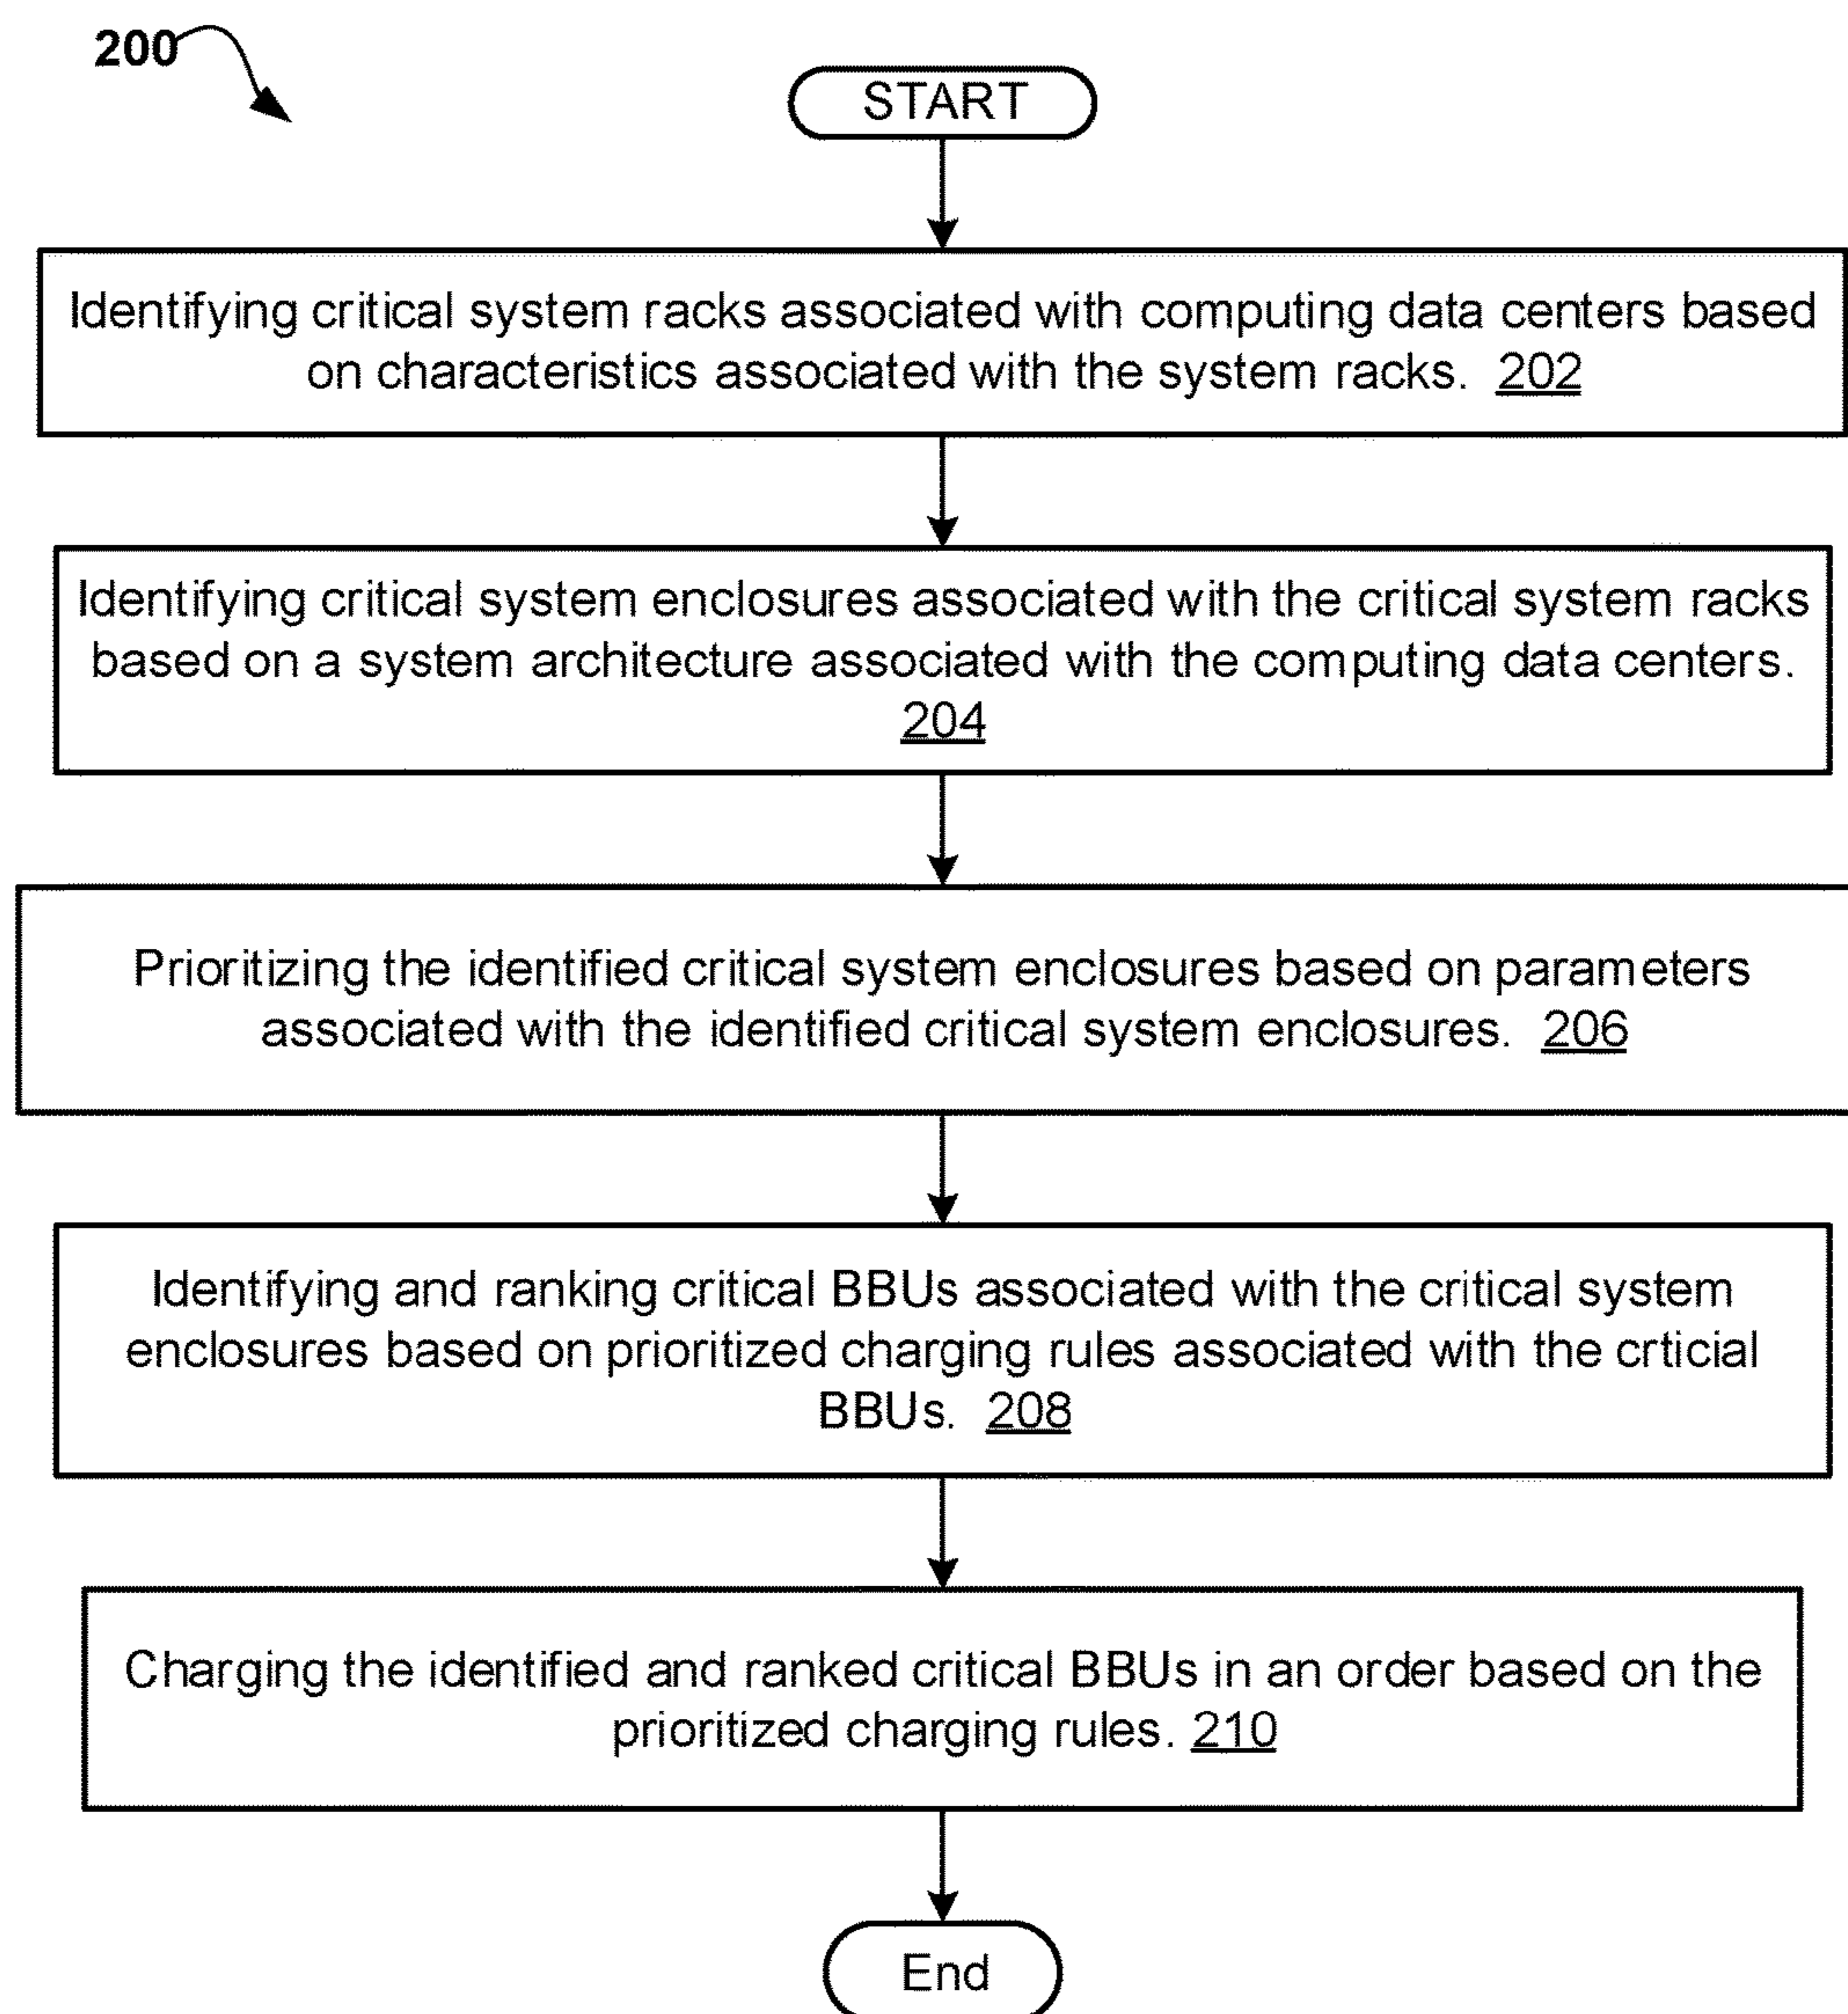 200
START
Identifying critical system racks associated with computing data centers based
on characteristics associated with the system racks. 202
Identifying critical system enclosures associated with the critical system racks
based on a system architecture associated with the computing data centers.
204
Prioritizing the identified critical system enclosures based on parameters
associated with the identified critical system enclosures. 206
Identifying and ranking critical BBUs associated with the critical system
enclosures based on prioritized charging rules associated with the crticial
BBUs. 208
Charging the identified and ranked critical BBUs in an order based on the
prioritized charging rules. 210
End